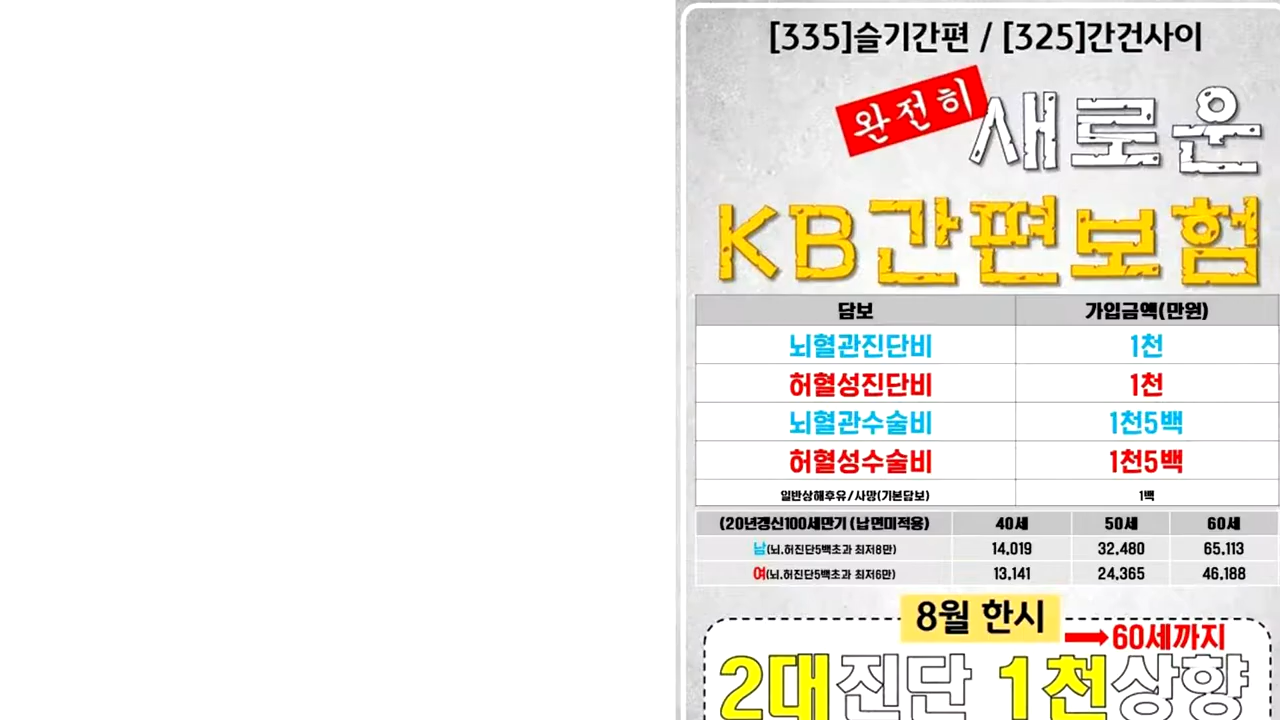 [335]슬기간편 / [325]간건사이
완전히 새로운
KB간편보험
담보 가입금액(만원)
뇌혈관진단비 1천
허혈성진단비 1천
뇌혈관수술비 1천5백
허혈성수술비 1천5백
일반상해후유/사망(기본담보) 1백
(20년갱신100세만기 (납면미적용) 40세 50세 60세
남(뇌,허진단5백초과 최저8만) 14,019 32,480 65,113
여(뇌,허진단5백초과 최저6만) 13,141 24,365 46,188
8월 한시
60세까지
2대진단 1천상향